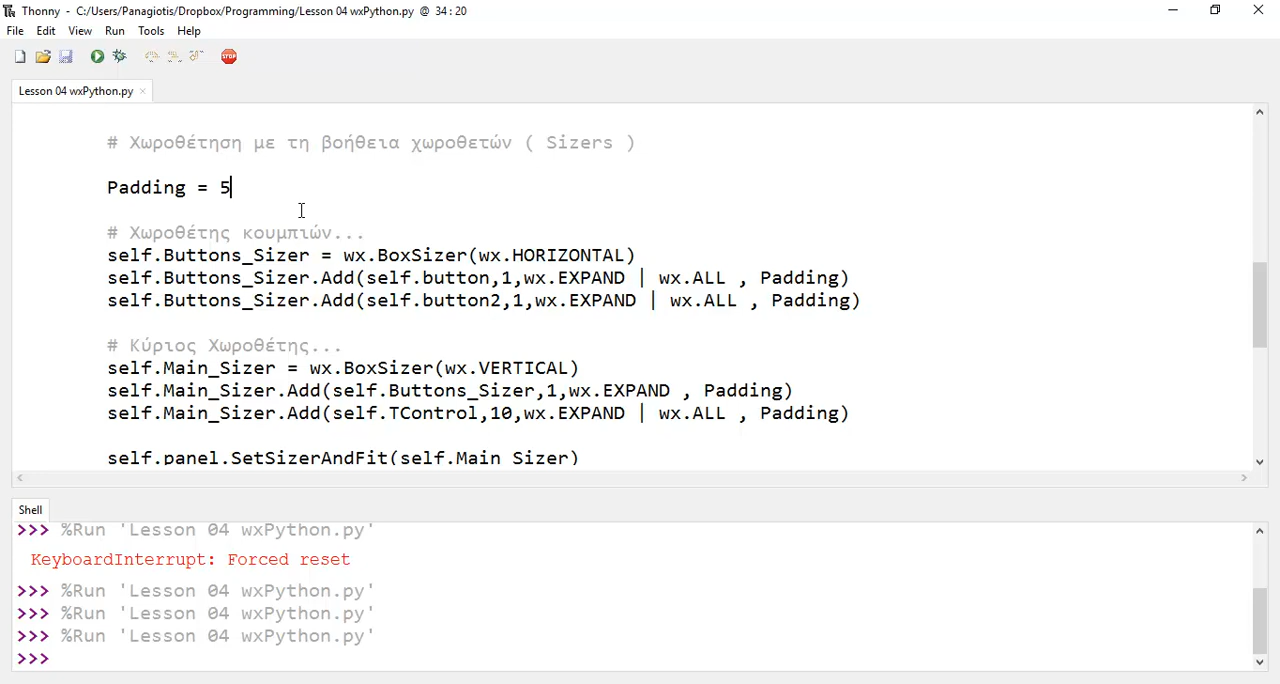 Thonny - C:/Users/Panagiotis/Dropbox/Programming/Lesson 04 wxPython.py @ 34:20
File Edit View Run Tools Help
STOP
Lesson 04 wxPython.py ×
# Χωροθέτηση με τη βοήθεια χωροθετών ( Sizers )
Padding = 5
# Χωροθέτης κουμπιών...
self.Buttons_Sizer = wx.BoxSizer(wx.HORIZONTAL)
self.Buttons_Sizer.Add(self.button,1,wx.EXPAND | wx.ALL , Padding)
self.Buttons_Sizer.Add(self.button2,1,wx.EXPAND | wx.ALL , Padding)
# Κύριος Χωροθέτης...
self.Main_Sizer = wx.BoxSizer(wx.VERTICAL)
self.Main_Sizer.Add(self.Buttons_Sizer,1,wx.EXPAND , Padding)
self.Main_Sizer.Add(self.TControl,10,wx.EXPAND | wx.ALL , Padding)
self.panel.SetSizerAndFit(self.Main_Sizer)
Shell
>>> %Run 'Lesson 04 wxPython.py'
KeyboardInterrupt: Forced reset
>>> %Run 'Lesson 04 wxPython.py'
>>> %Run 'Lesson 04 wxPython.py'
>>> %Run 'Lesson 04 wxPython.py'
>>>